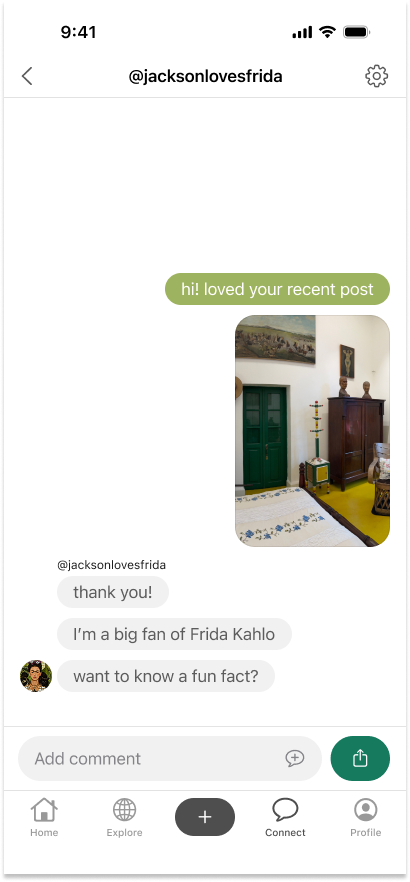 9:41
@jacksonlovesfrida
hi! loved your recent post
@jacksonlovesfrida
thank you!
I'm a big fan of Frida Kahlo
want to know a fun fact?
Add comment
Home
Explore
Connect
Profile